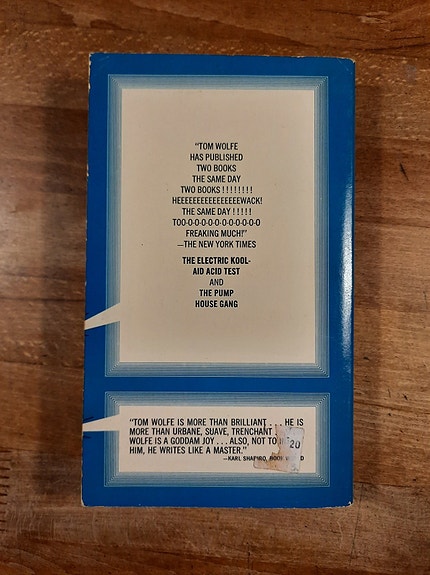 "TOM WOLFE
HAS PUBLISHED
TWO BOOKS
THE SAME DAY
TWO BOOKS ! ! ! ! ! ! ! !
HEEEEEEEEEEEEEEEEWACK!
THE SAME DAY ! ! ! ! !
TOO-O-O-O-O-O-O-O-O-O-O-O
FREAKING MUCH!"
—THE NEW YORK TIMES
THE ELECTRIC KOOL-
AID ACID TEST
AND
THE PUMP
HOUSE GANG
"TOM WOLFE IS MORE THAN BRILLIANT . . . HE IS
MORE THAN URBANE, SUAVE, TRENCHANT
WOLFE IS A GODDAM JOY . . . ALSO, NOT TO
HIM, HE WRITES LIKE A MASTER."
—KARL SHAPIRO, BOOK
20